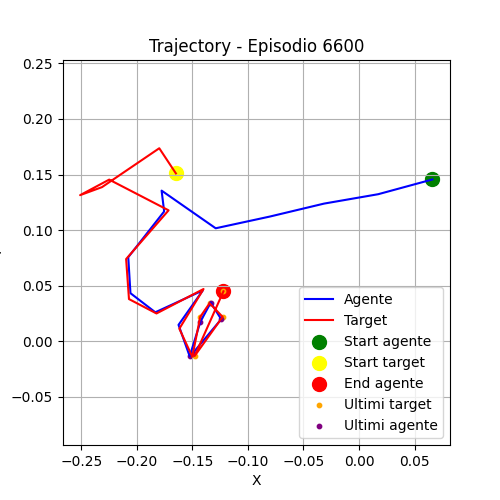 Trajectory - Episodio 6600
0.25
0.20
0.15
0.10
0.05
0.00
−0.05
−0.25 −0.20 −0.15 −0.10 −0.05 0.00 0.05
X
Agente
Target
Start agente
Start target
End agente
Ultimi target
Ultimi agente